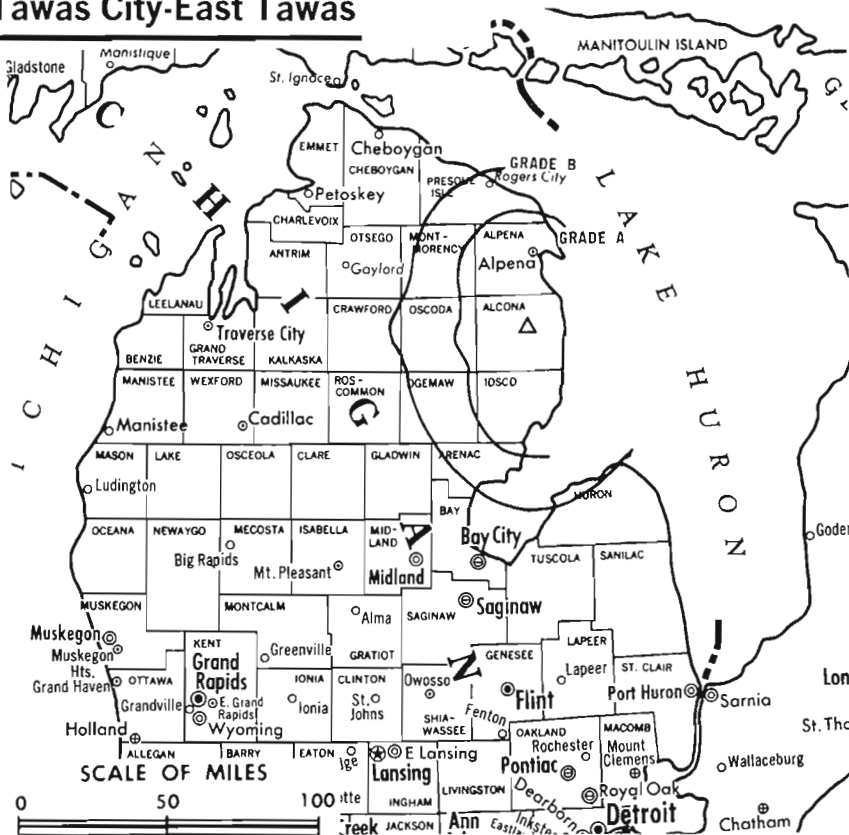 Tawas City-East Tawas
Manistique
Gladstone
St. Ignace
MANITOULIN ISLAND
EMMET
Cheboygan
CHEBOYGAN
GRADE B
PRESQUE ISLE
Rogers City
Petoskey
CHARLEVOIX
LAKE HURON
MICHIGAN
ANTRIM
OTSEGO
Gaylord
MONT-
MORENCY
ALPENA
GRADE A
Alpena
LEELANAU
CRAWFORD
OSCODA
ALCONA
Traverse City
BENZIE
GRAND
TRAVERSE
KALKASKA
MANISTEE
WEXFORD
MISSAUKEE
ROS-
COMMON
OGEMAW
IOSCO
Manistee
Cadillac
MASON
LAKE
OSCEOLA
CLARE
GLADWIN
ARENAC
Ludington
HURON
BAY
OCEANA
NEWAYGO
MECOSTA
ISABELLA
MID-
LAND
Bay City
Big Rapids
Mt. Pleasant
Midland
TUSCOLA
SANILAC
MUSKEGON
MONTCALM
Alma
SAGINAW
Saginaw
Muskegon
Muskegon
Hts.
KENT
Greenville
GRATIOT
GENESEE
LAPEER
Lapeer
ST. CLAIR
Grand Haven
OTTAWA
Grand
Rapids
E. Grand
Rapids
Grandville
Wyoming
IONIA
Ionia
CLINTON
St.
Johns
Owosso
SHIA-
WASSEE
Flint
Fenton
Port Huron
Sarnia
Holland
ALLEGAN
BARRY
EATON
E Lansing
Lansing
INGHAM
LIVINGSTON
OAKLAND
Rochester
Pontiac
MACOMB
Mount
Clemens
Royal Oak
Wallaceburg
St. Tho
Lon
Goder
SCALE OF MILES
0 50 100
JACKSON
Ann
Dearborn
Inkster
Detroit
Chatham